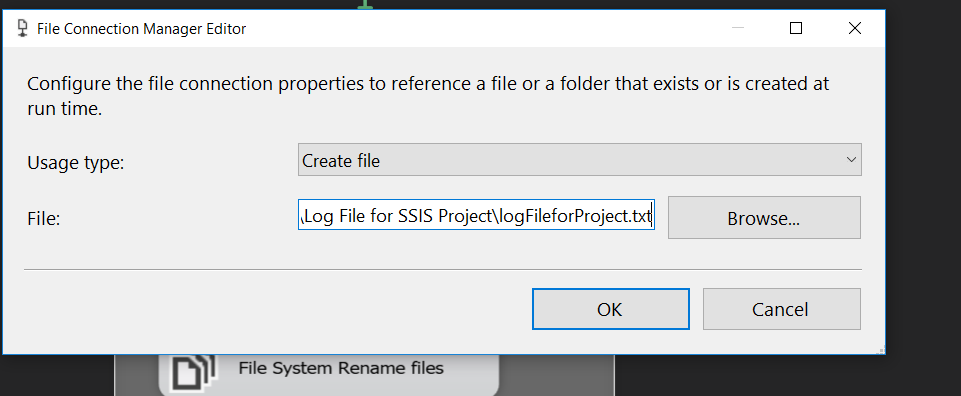 File Connection Manager Editor
Configure the file connection properties to reference a file or a folder that exists or is created at
run time.
Usage type:
Create file
File:
\Log File for SSIS Project\logFileforProject.txt
Browse...
OK
Cancel
File System Rename files